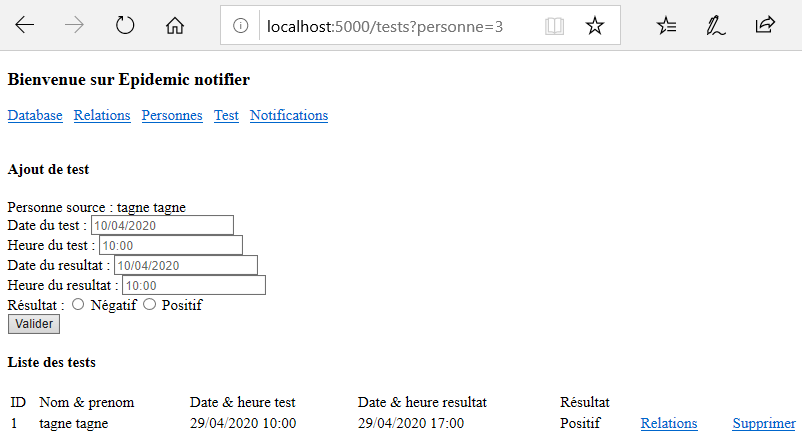 localhost:5000/tests?personne=3
Bienvenue sur Epidemic notifier
Database Relations Personnes Test Notifications
Ajout de test
Personne source : tagne tagne
Date du test : 10/04/2020
Heure du test : 10:00
Date du resultat : 10/04/2020
Heure du resultat : 10:00
Résultat : Négatif Positif
Valider
Liste des tests
ID Nom & prenom Date & heure test Date & heure resultat Résultat
1 tagne tagne 29/04/2020 10:00 29/04/2020 17:00 Positif Relations Supprimer